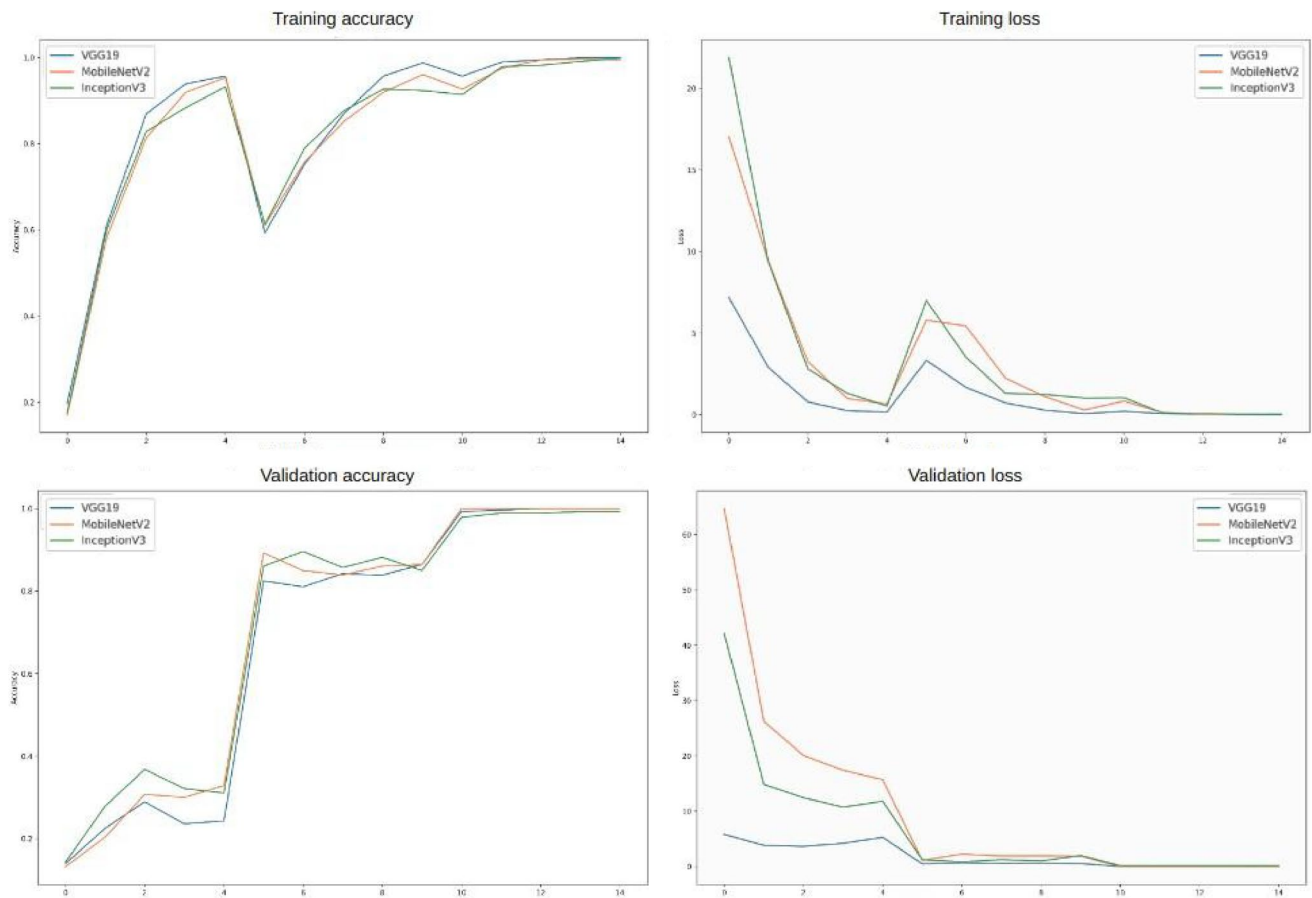 Training accuracy
VGG19
MobileNetV2
InceptionV3
1.0
0.8
0.6
0.4
0.2
Accuracy
0 2 4 6 8 10 12 14
Training loss
VGG19
MobileNetV2
InceptionV3
20
15
10
5
0
Loss
0 2 4 6 8 10 12 14
Validation accuracy
VGG19
MobileNetV2
InceptionV3
1.0
0.8
0.6
0.4
0.2
Accuracy
0 2 4 6 8 10 12 14
Validation loss
VGG19
MobileNetV2
InceptionV3
60
50
40
30
20
10
0
Loss
0 2 4 6 8 10 12 14